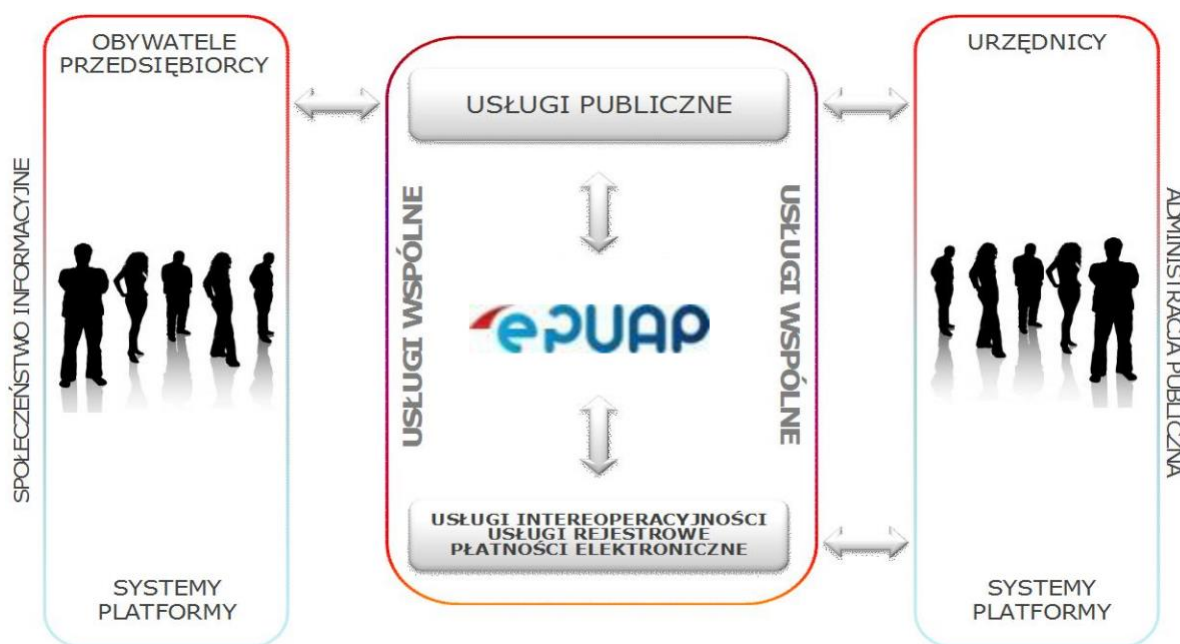 SPOŁECZEŃSTWO INFORMACYJNE
OBYWATELE
PRZEDSIĘBIORCY
SYSTEMY
PLATFORMY
USŁUGI PUBLICZNE
USŁUGI WSPÓLNE
ePUAP
USŁUGI WSPÓLNE
USŁUGI INTEREOPERACYJNOŚCI
USŁUGI REJESTROWE
PŁATNOŚCI ELEKTRONICZNE
URZĘDNICY
SYSTEMY
PLATFORMY
ADMINISTRACJA PUBLICZNA